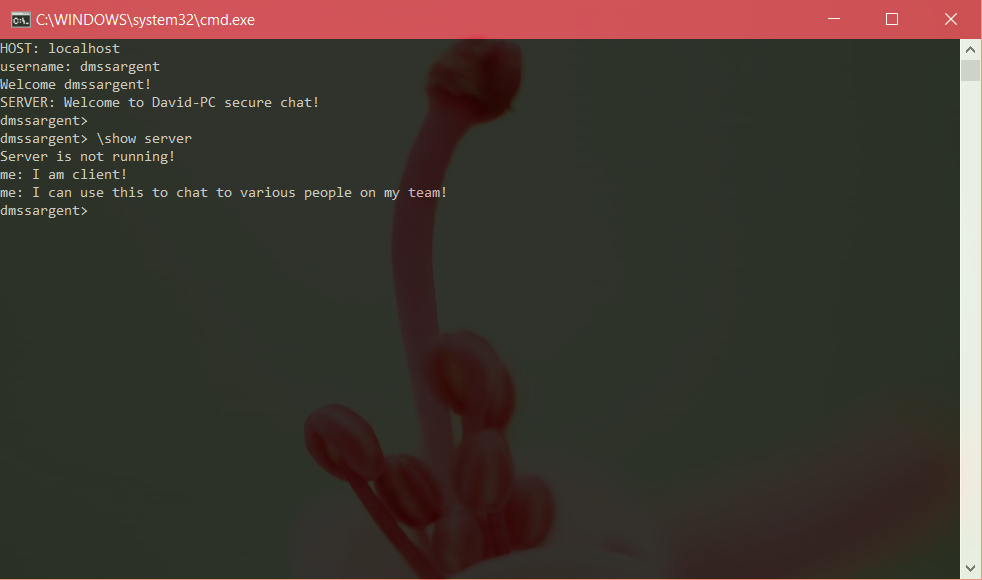 C:\WINDOWS\system32\cmd.exe
HOST: localhost
username: dmssargent
Welcome dmssargent!
SERVER: Welcome to David-PC secure chat!
dmssargent>
dmssargent> \show server
Server is not running!
me: I am client!
me: I can use this to chat to various people on my team!
dmssargent>